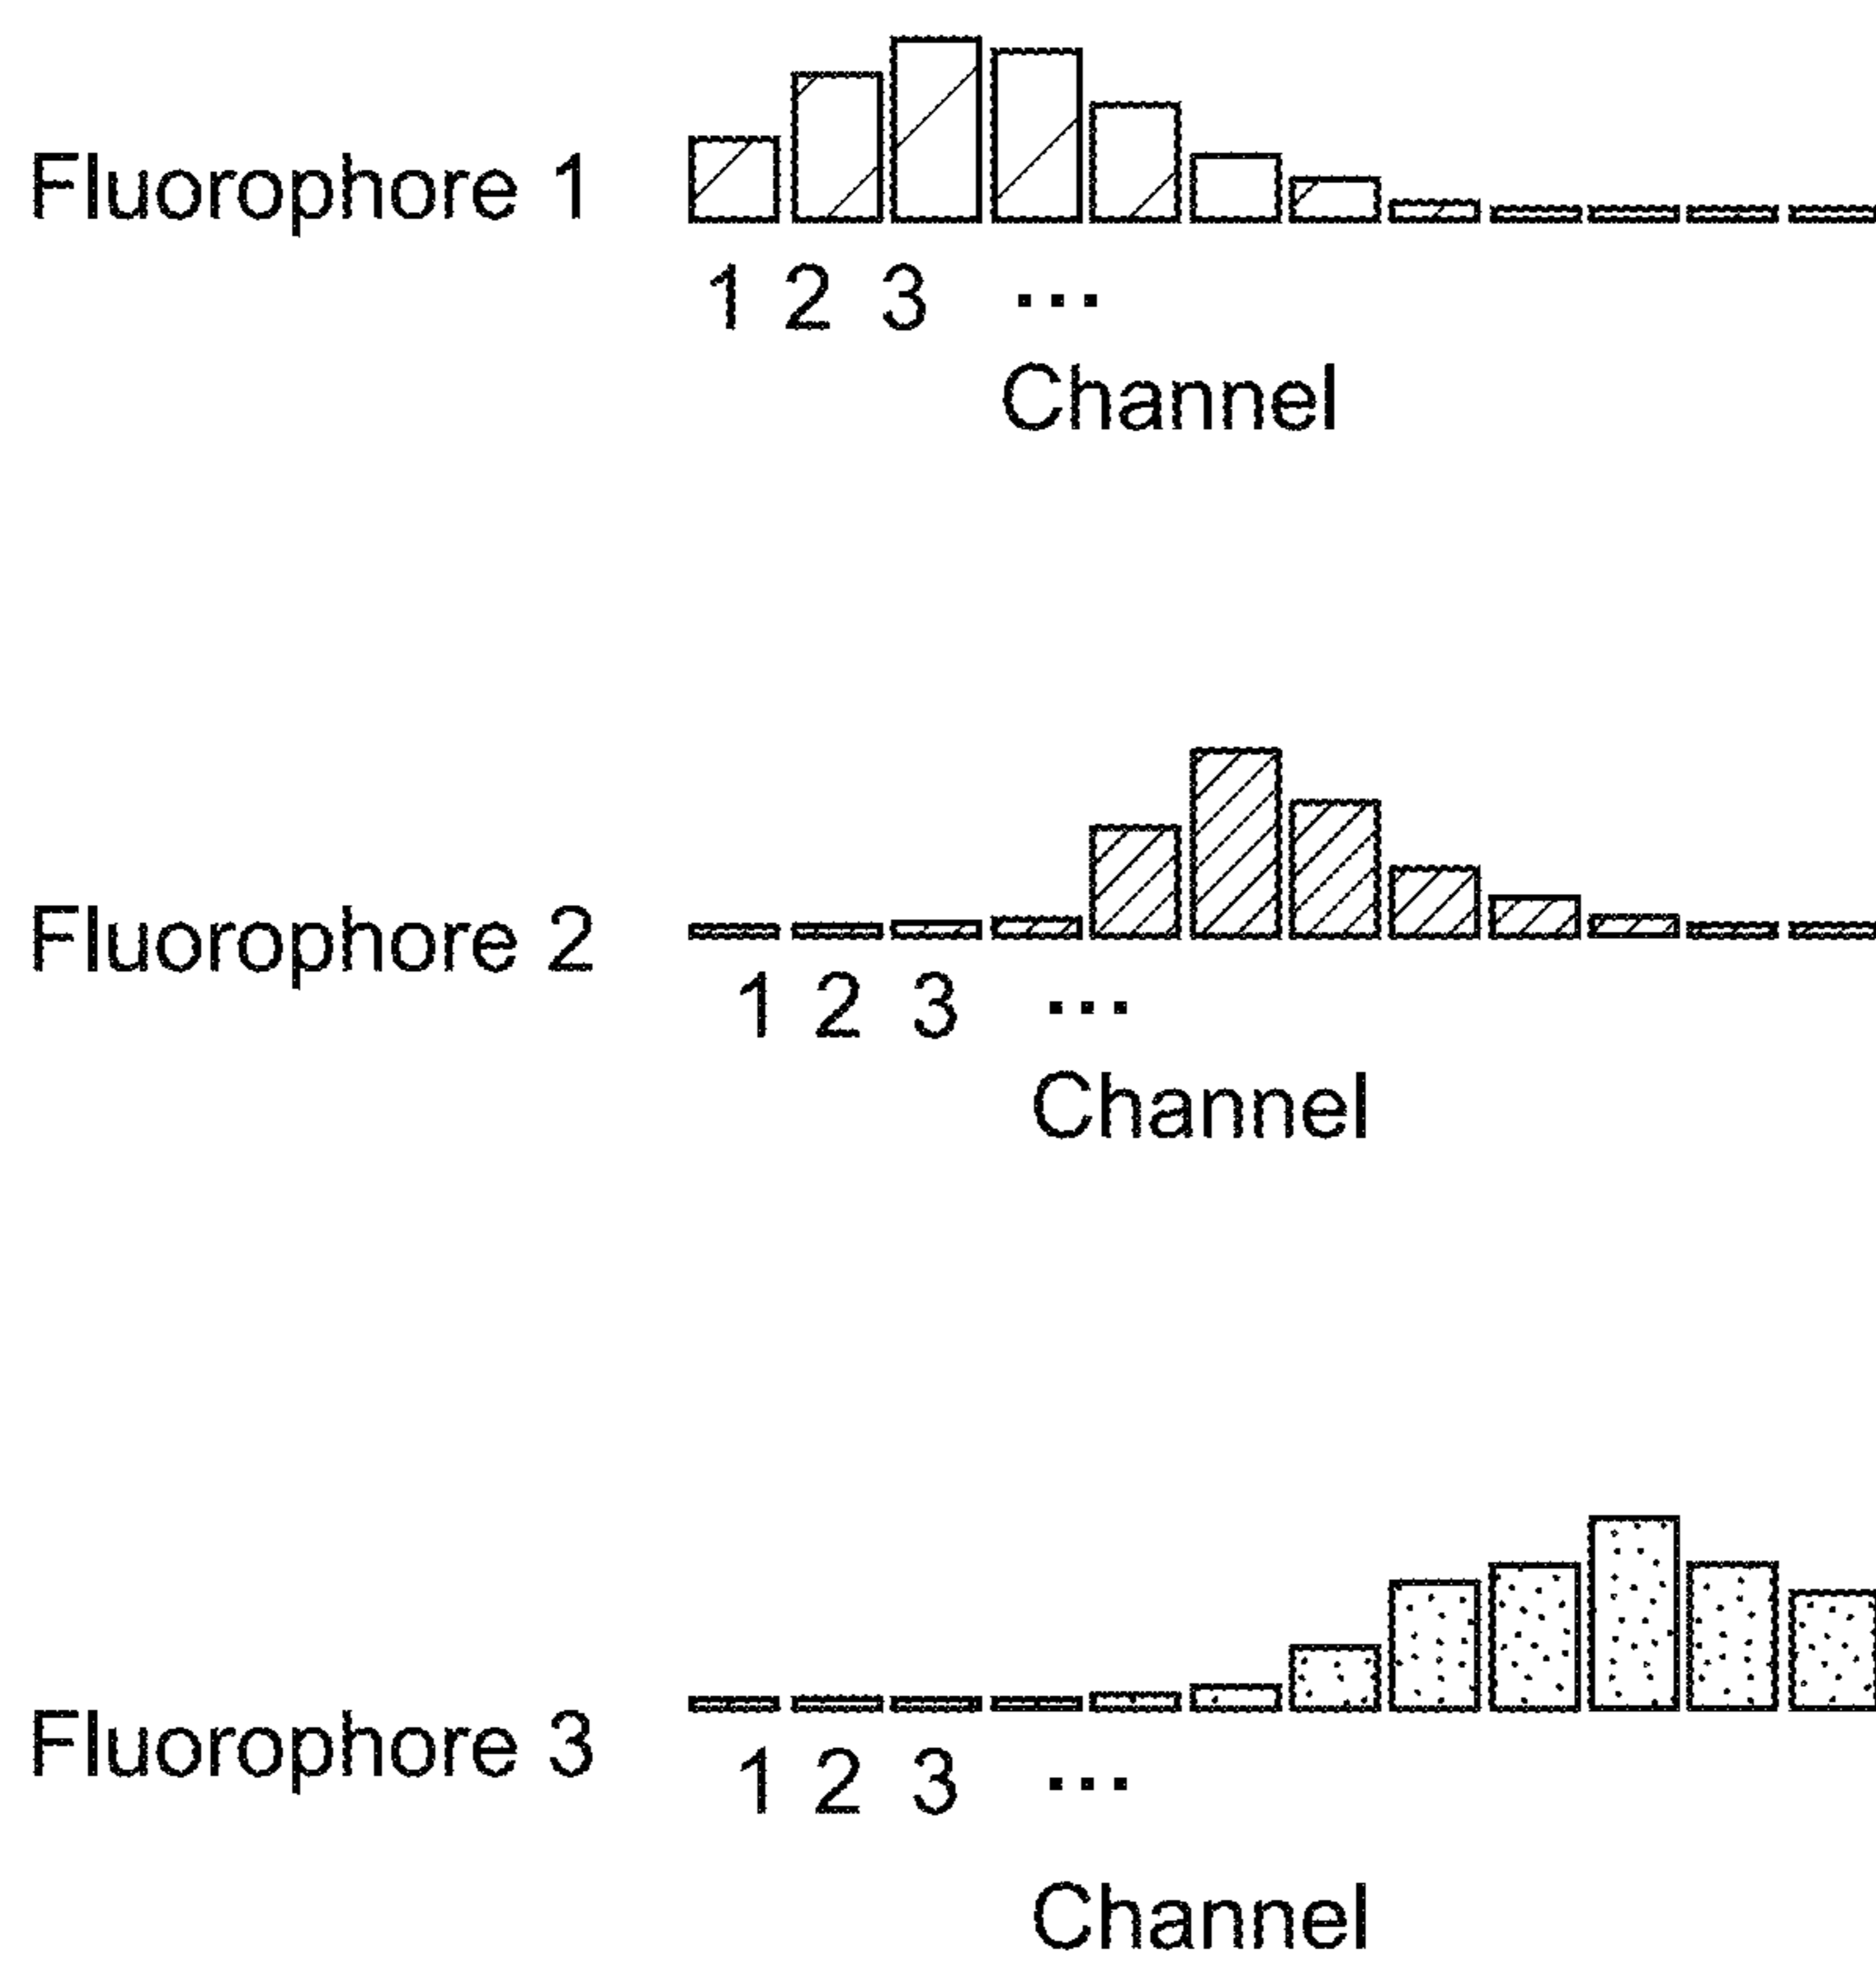 Fluorophore 1
1 2 3 ...
Channel
Fluorophore 2
1 2 3 ...
Channel
Fluorophore 3
1 2 3 ...
Channel